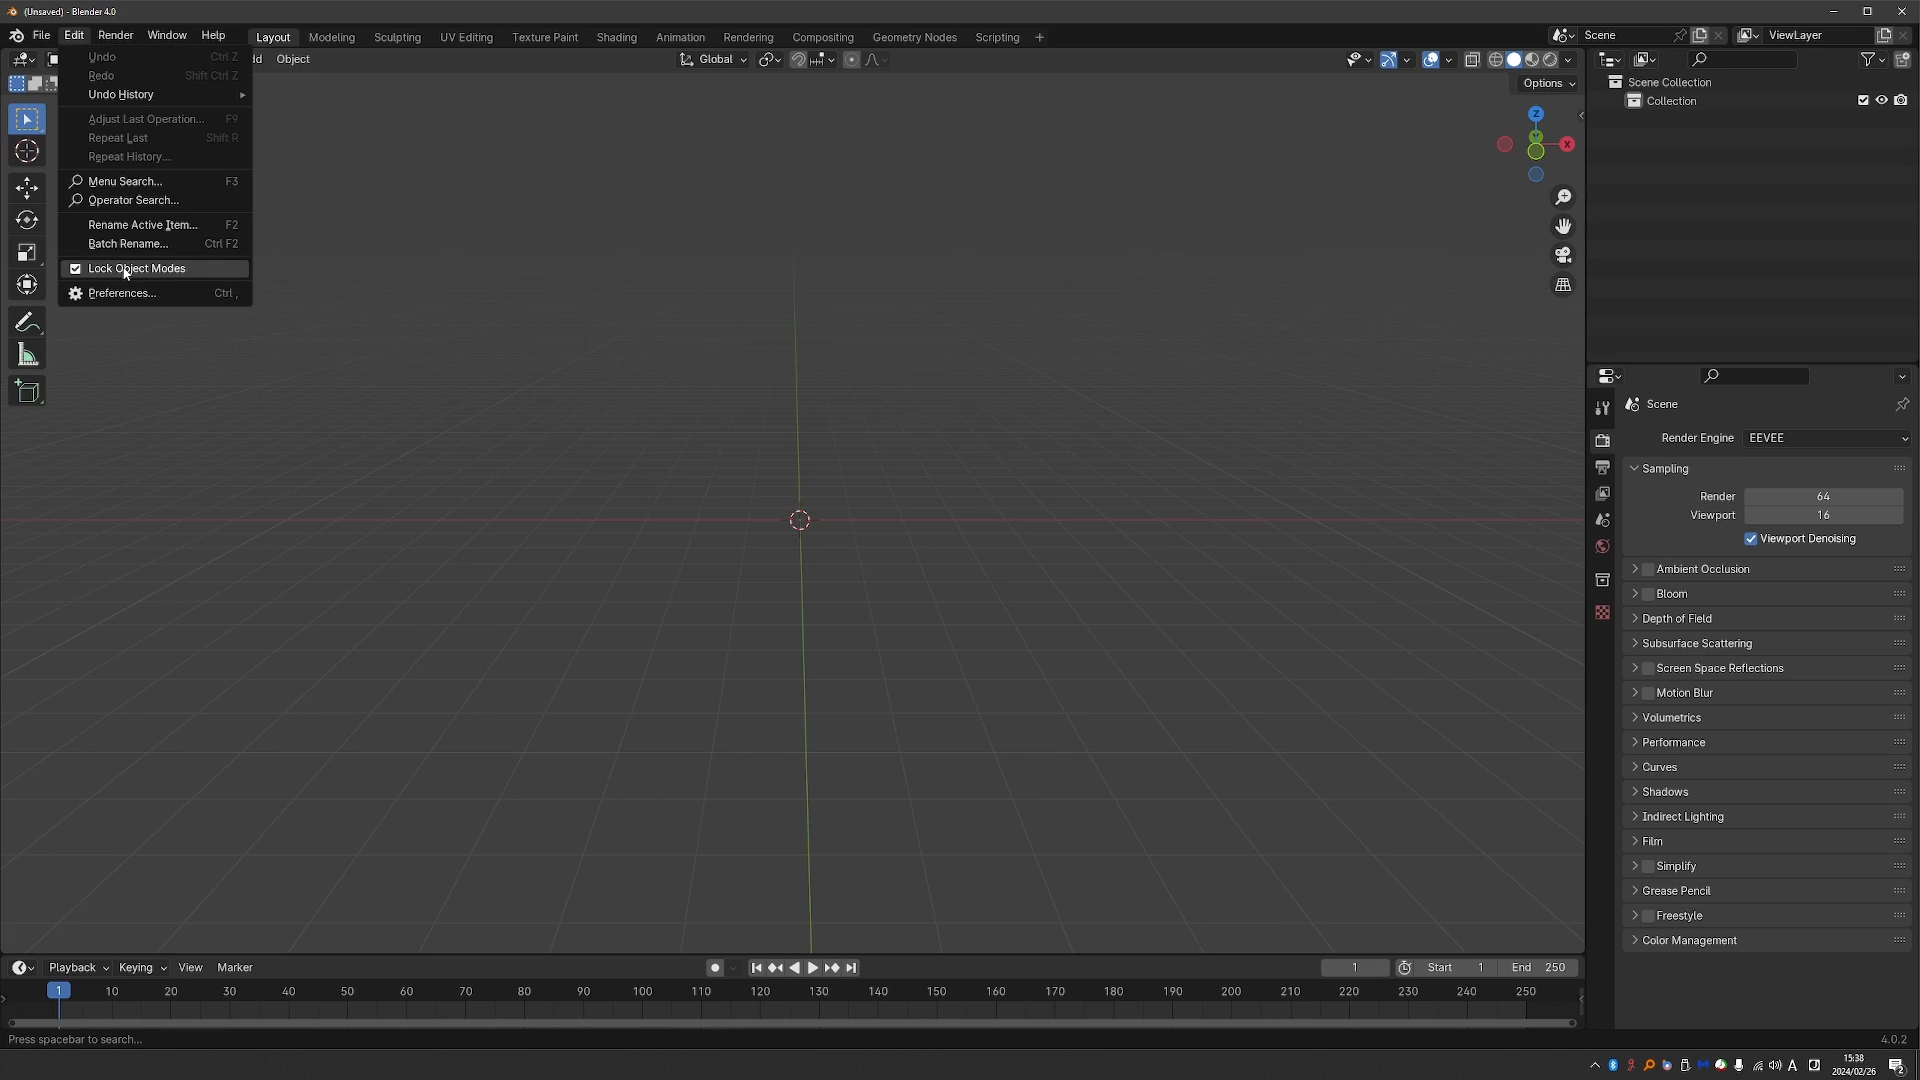 (Unsaved) - Blender 4.0
File Edit Render Window Help Layout Modeling Sculpting UV Editing Texture Paint Shading Animation Rendering Compositing Geometry Nodes Scripting + Scene ViewLayer
dd Object Global
Options
Undo Ctrl Z
Redo Shift Ctrl Z
Undo History
Adjust Last Operation... F9
Repeat Last Shift R
Repeat History...
Menu Search... F3
Operator Search...
Rename Active Item... F2
Batch Rename... Ctrl F2
Lock Object Modes
Preferences... Ctrl ,
Z
Y
X
Scene Collection
Collection
Scene
Render Engine EEVEE
Sampling
Render 64
Viewport 16
Viewport Denoising
Ambient Occlusion
Bloom
Depth of Field
Subsurface Scattering
Screen Space Reflections
Motion Blur
Volumetrics
Performance
Curves
Shadows
Indirect Lighting
Film
Simplify
Grease Pencil
Freestyle
Color Management
Playback Keying View Marker 1 Start 1 End 250
1 10 20 30 40 50 60 70 80 90 100 110 120 130 140 150 160 170 180 190 200 210 220 230 240 250
Press spacebar to search... 4.0.2
A 15:38
2024/02/26
2